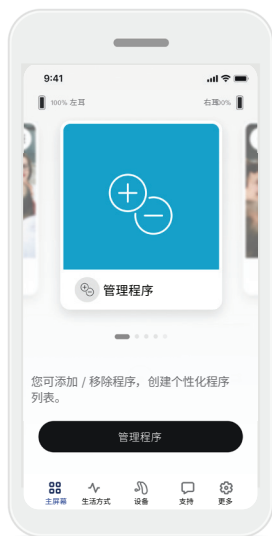 9:41
100% 左耳
右耳00%
管理程序
您可添加 / 移除程序，创建个性化程序
列表。
管理程序
主屏幕 生活方式 设备 支持 更多